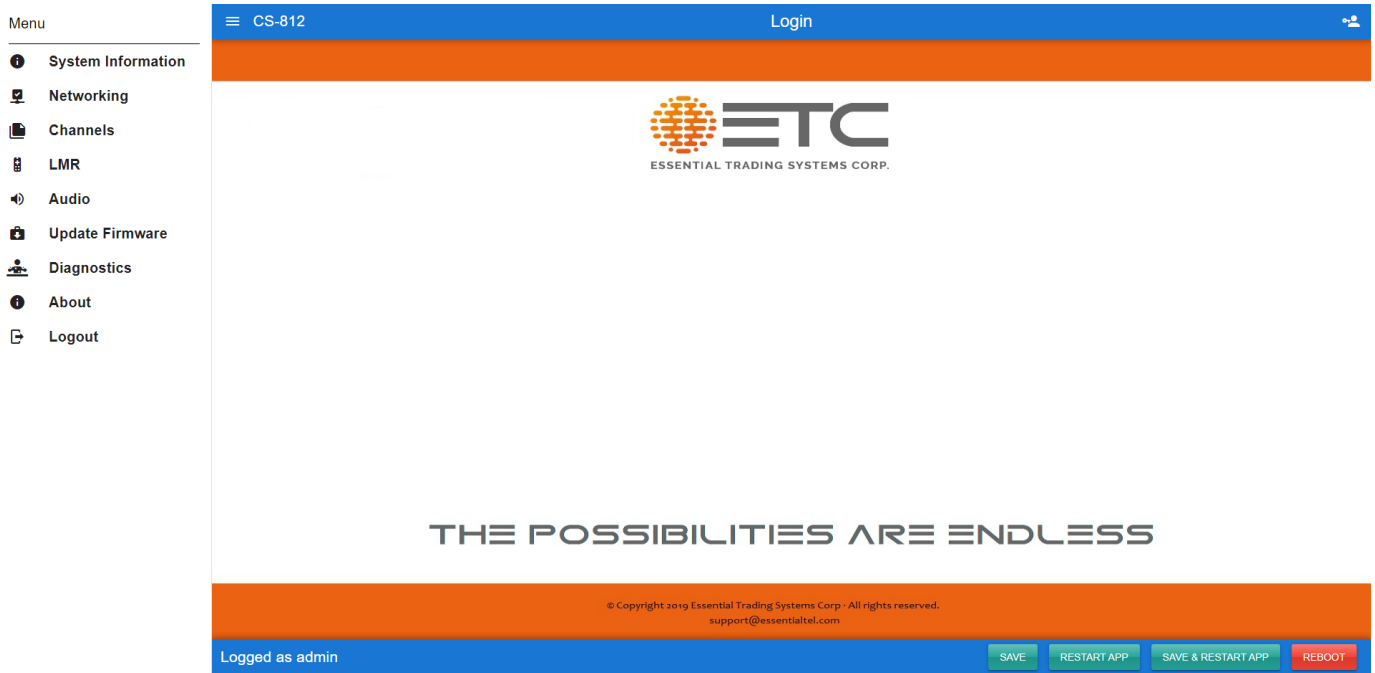 Menu
System Information
Networking
Channels
LMR
Audio
Update Firmware
Diagnostics
About
Logout
CS-812
Login
ETC
ESSENTIAL TRADING SYSTEMS CORP.
THE POSSIBILITIES ARE ENDLESS
© Copyright 2019 Essential Trading Systems Corp - All rights reserved.
support@essentialtel.com
Logged as admin
SAVE
RESTART APP
SAVE & RESTART APP
REBOOT